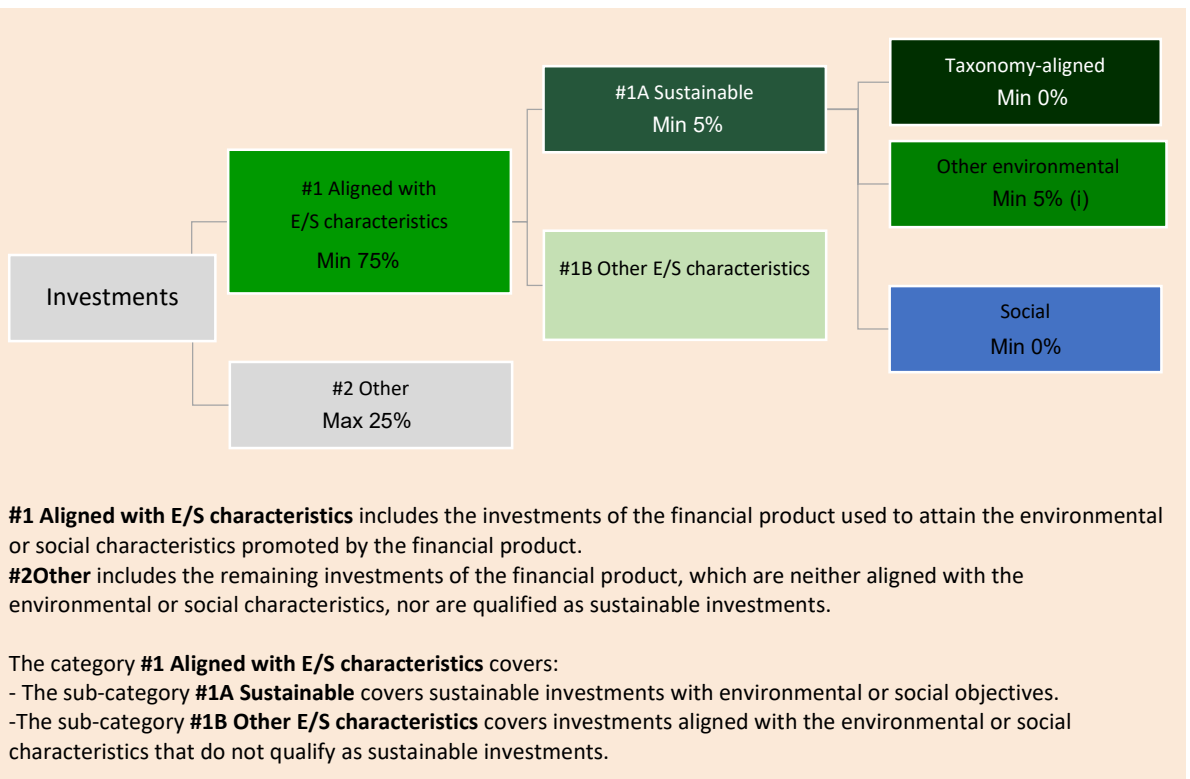 Investments
#1 Aligned with
E/S characteristics
Min 75%
#2 Other
Max 25%
#1A Sustainable
Min 5%
#1B Other E/S characteristics
Taxonomy-aligned
Min 0%
Other environmental
Min 5% (i)
Social
Min 0%
#1 Aligned with E/S characteristics includes the investments of the financial product used to attain the environmental
or social characteristics promoted by the financial product.
#2Other includes the remaining investments of the financial product, which are neither aligned with the
environmental or social characteristics, nor are qualified as sustainable investments.
The category #1 Aligned with E/S characteristics covers:
- The sub-category #1A Sustainable covers sustainable investments with environmental or social objectives.
-The sub-category #1B Other E/S characteristics covers investments aligned with the environmental or social
characteristics that do not qualify as sustainable investments.